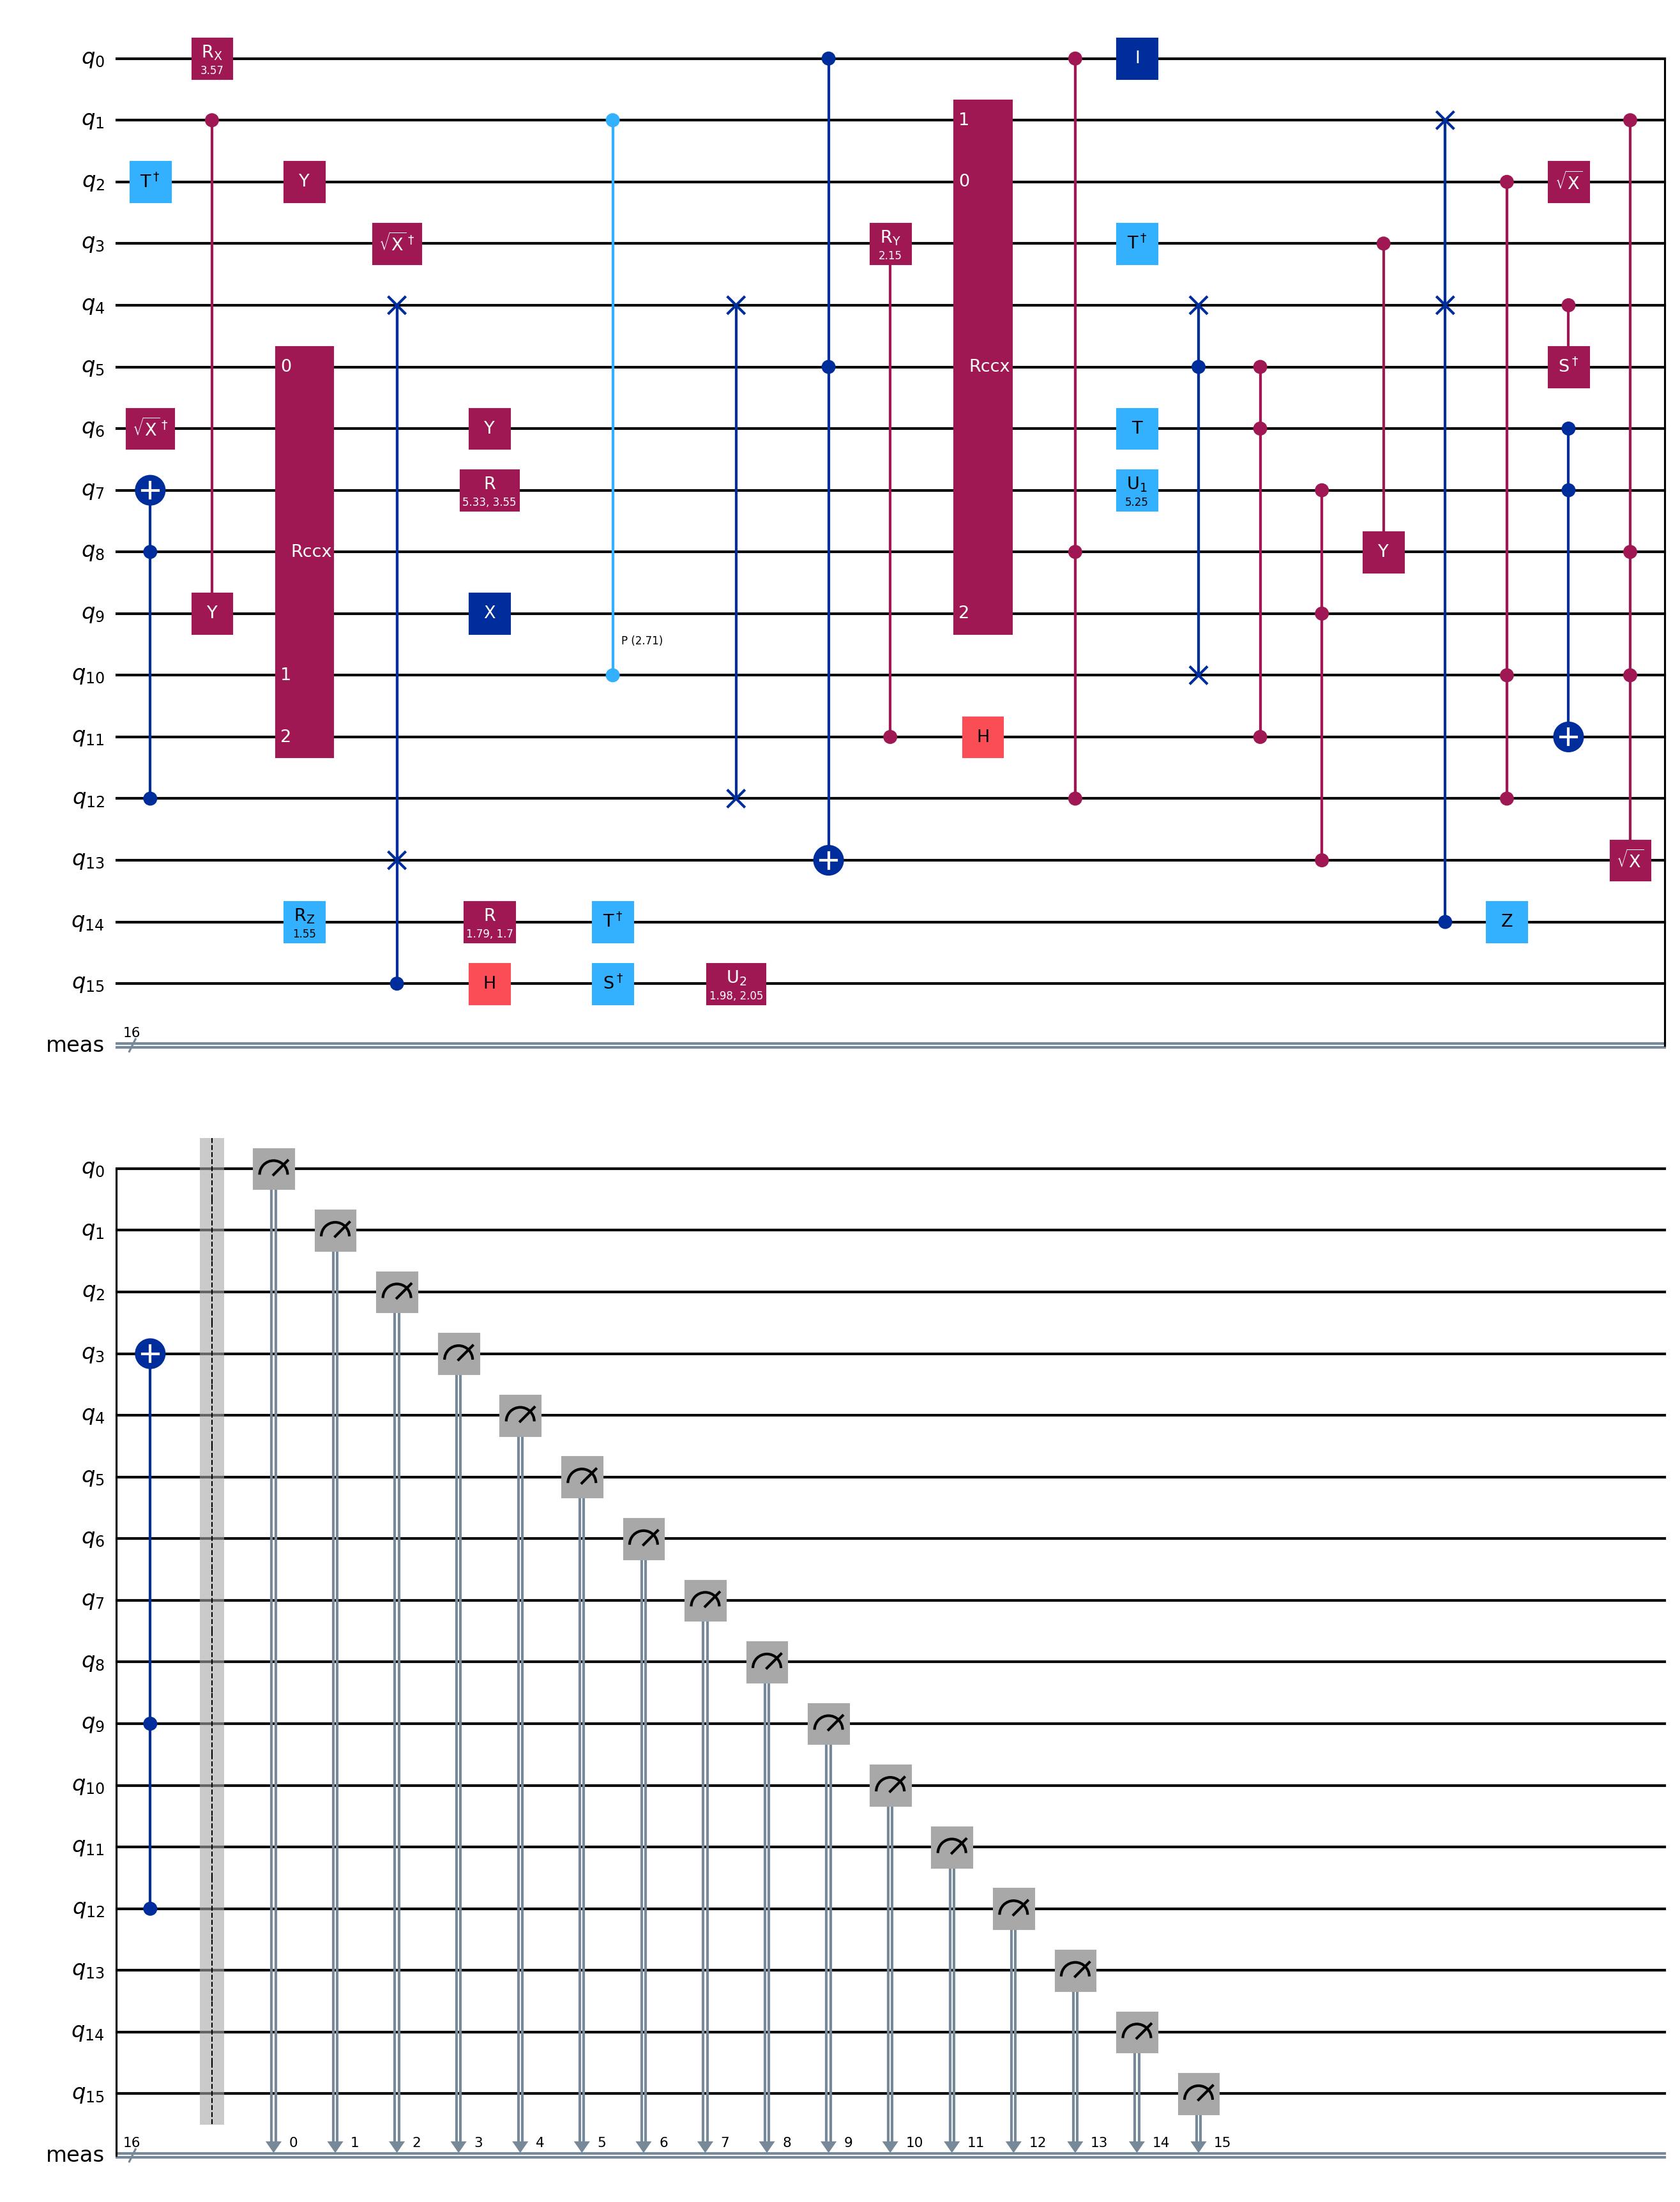 q0 RX 3.57 I
q1 1
q2 T† Y 0 √X
q3 √X† RY 2.15 T†
q4
q5 0 Rccx S†
q6 √X† Y T
q7 R 5.33, 3.55 U1 5.25
q8 Rccx Y
q9 Y X 2
P (2.71)
q10 1
q11 2 H
q12
q13 √X
q14 RZ 1.55 R 1.79, 1.7 T† Z
q15 H S† U2 1.98, 2.05
meas 16
q0
q1
q2
q3
q4
q5
q6
q7
q8
q9
q10
q11
q12
q13
q14
q15
meas 16 0 1 2 3 4 5 6 7 8 9 10 11 12 13 14 15